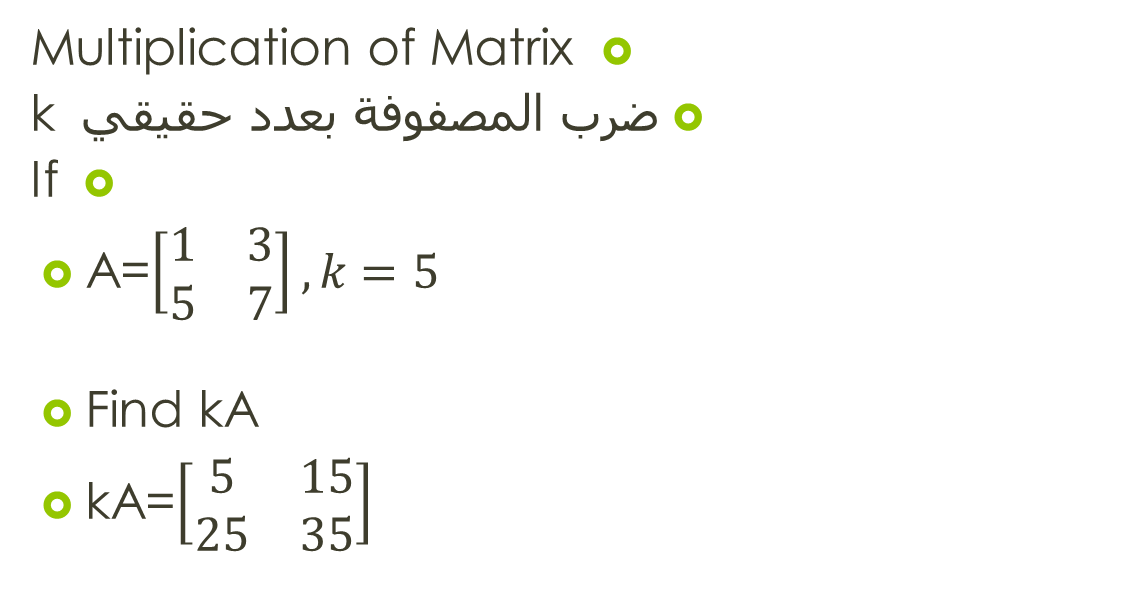 Multiplication of Matrix
ضرب المصفوفة بعدد حقيقي k
If
A=[1 3
5 7], k = 5
Find kA
kA=[5 15
25 35]